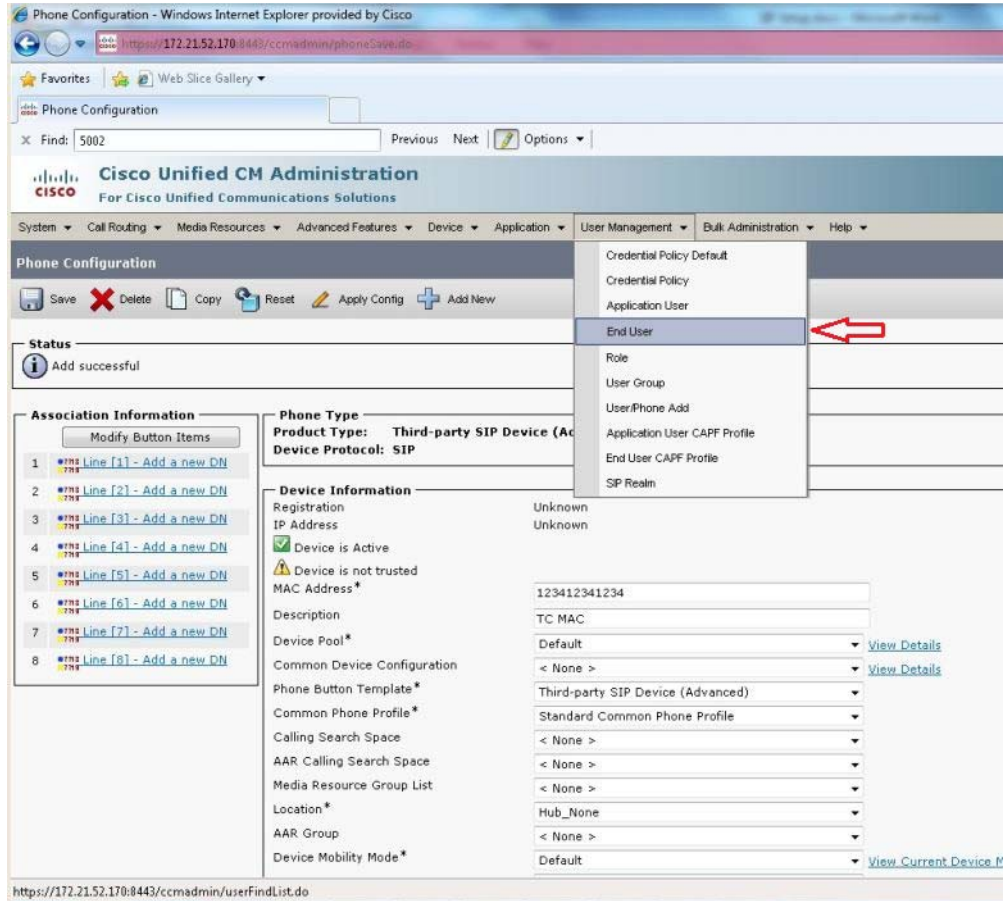 Phone Configuration - Windows Internet Explorer provided by Cisco
https://172.21.52.170:8443/ccmadmin/phoneSave.do
Favorites Web Slice Gallery
Phone Configuration
x Find: 5002 Previous Next Options
CISCO
Cisco Unified CM Administration
For Cisco Unified Communications Solutions
System Call Routing Media Resources Advanced Features Device Application User Management Bulk Administration Help
Phone Configuration
Save Delete Copy Reset Apply Config Add New
Credential Policy Default
Credential Policy
Application User
End User
Role
User Group
User/Phone Add
Application User CAPF Profile
End User CAPF Profile
SIP Realm
Status
Add successful
Association Information
Modify Button Items
1 Line [1] - Add a new DN
2 Line [2] - Add a new DN
3 Line [3] - Add a new DN
4 Line [4] - Add a new DN
5 Line [5] - Add a new DN
6 Line [6] - Add a new DN
7 Line [7] - Add a new DN
8 Line [8] - Add a new DN
Phone Type
Product Type: Third-party SIP Device (Ad
Device Protocol: SIP
Device Information
Registration Unknown
IP Address Unknown
Device is Active
Device is not trusted
MAC Address* 123412341234
Description TC MAC
Device Pool* Default View Details
Common Device Configuration < None > View Details
Phone Button Template* Third-party SIP Device (Advanced)
Common Phone Profile* Standard Common Phone Profile
Calling Search Space < None >
AAR Calling Search Space < None >
Media Resource Group List < None >
Location* Hub_None
AAR Group < None >
Device Mobility Mode* Default View Current Device M
https://172.21.52.170:8443/ccmadmin/userFindList.do